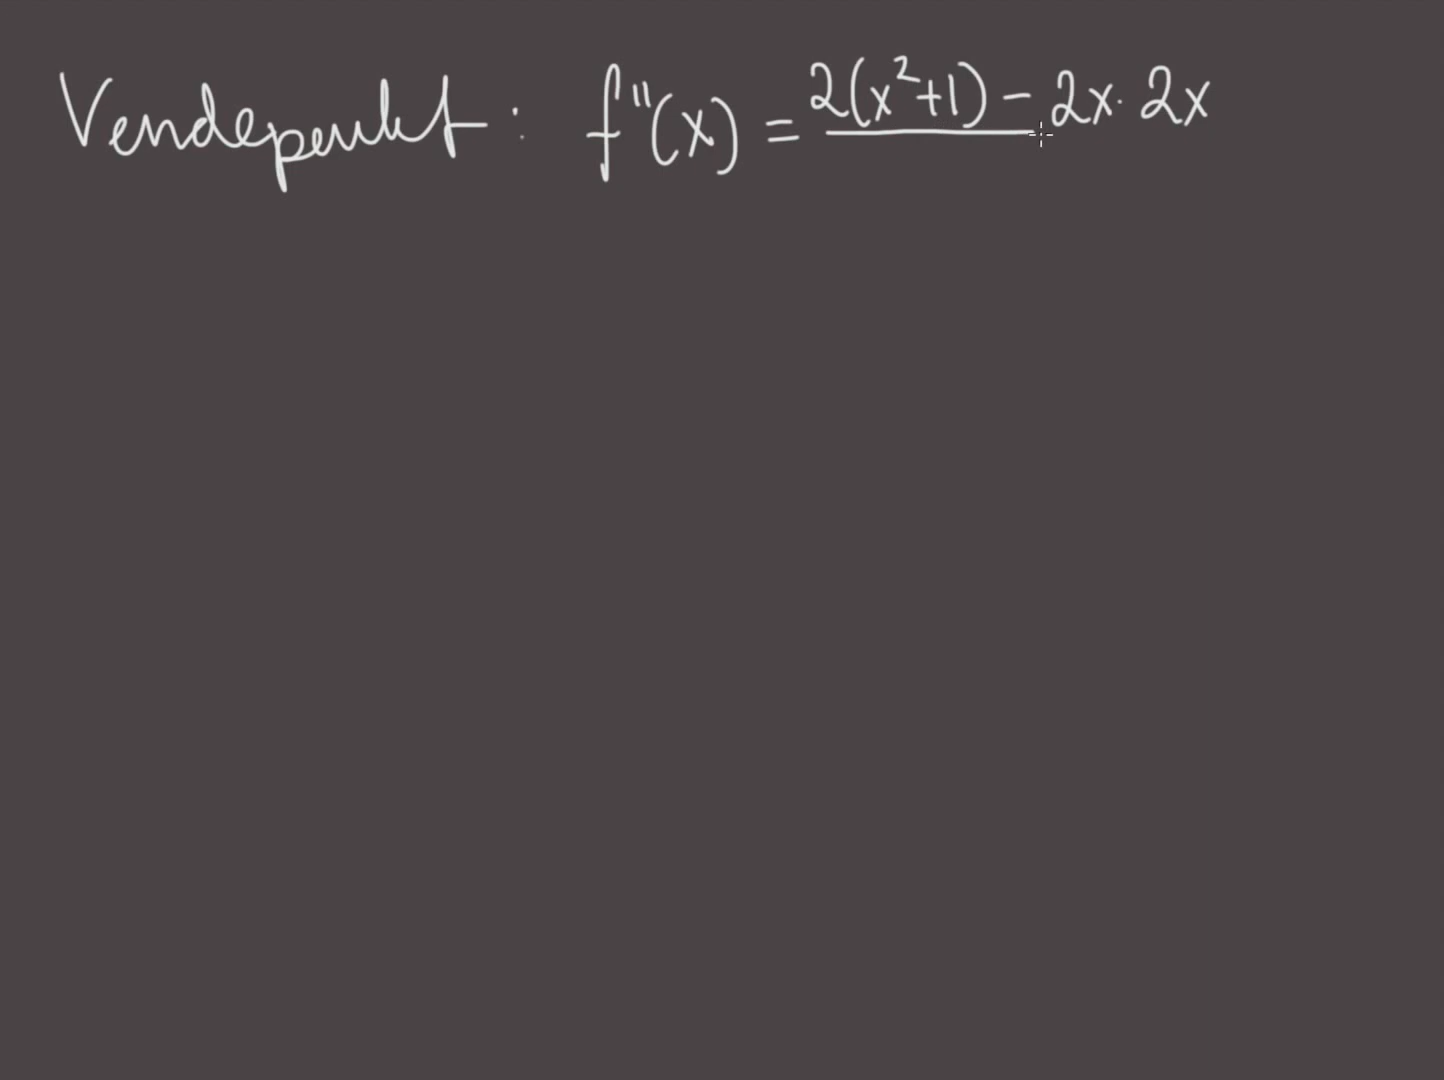 Vendepunkt: f''(x) = 2(x²+1) - 2x · 2x